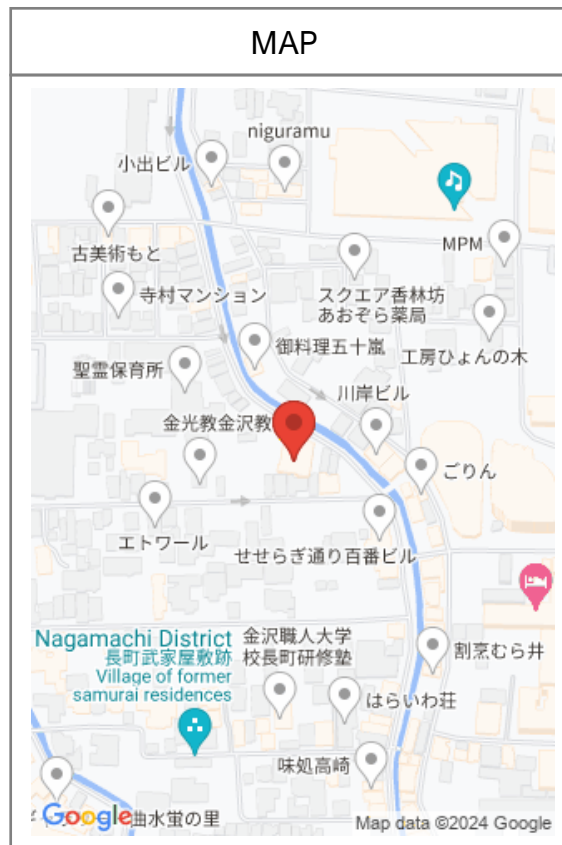 MAP
niguramu
小出ビル
古美術もと
MPM
寺村マンション
スクエア香林坊
あおぞら薬局
御料理五十嵐
工房ひょんの木
聖霊保育所
川岸ビル
金光教金沢教
ごりん
エトワール
せせらぎ通り百番ビル
Nagamachi District
長町武家屋敷跡
Village of former
samurai residences
金沢職人大学
校長町研修塾
割烹むら井
はらいわ荘
味処高崎
Google
曲水蛍の里
Map data ©2024 Google